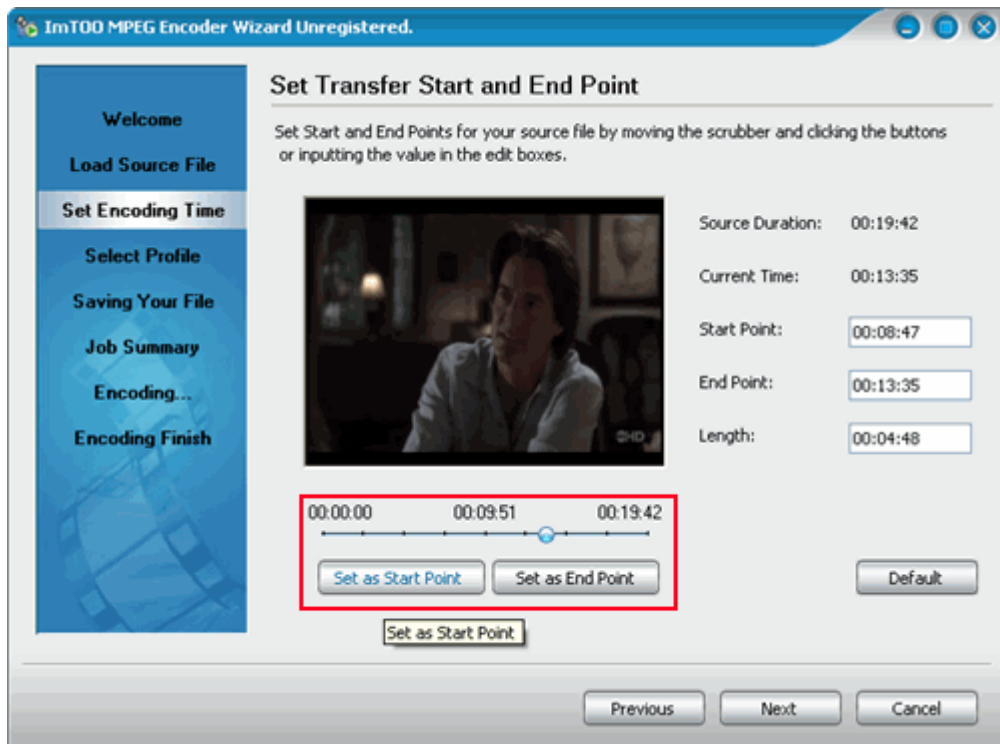 ImTOO MPEG Encoder Wizard Unregistered.
Welcome
Load Source File
Set Encoding Time
Select Profile
Saving Your File
Job Summary
Encoding...
Encoding Finish
Set Transfer Start and End Point
Set Start and End Points for your source file by moving the scrubber and clicking the buttons
or inputting the value in the edit boxes.
HD
Source Duration: 00:19:42
Current Time: 00:13:35
Start Point: 00:08:47
End Point: 00:13:35
Length: 00:04:48
00:00:00 00:09:51 00:19:42
Set as Start Point Set as End Point
Default
Set as Start Point
Previous Next Cancel